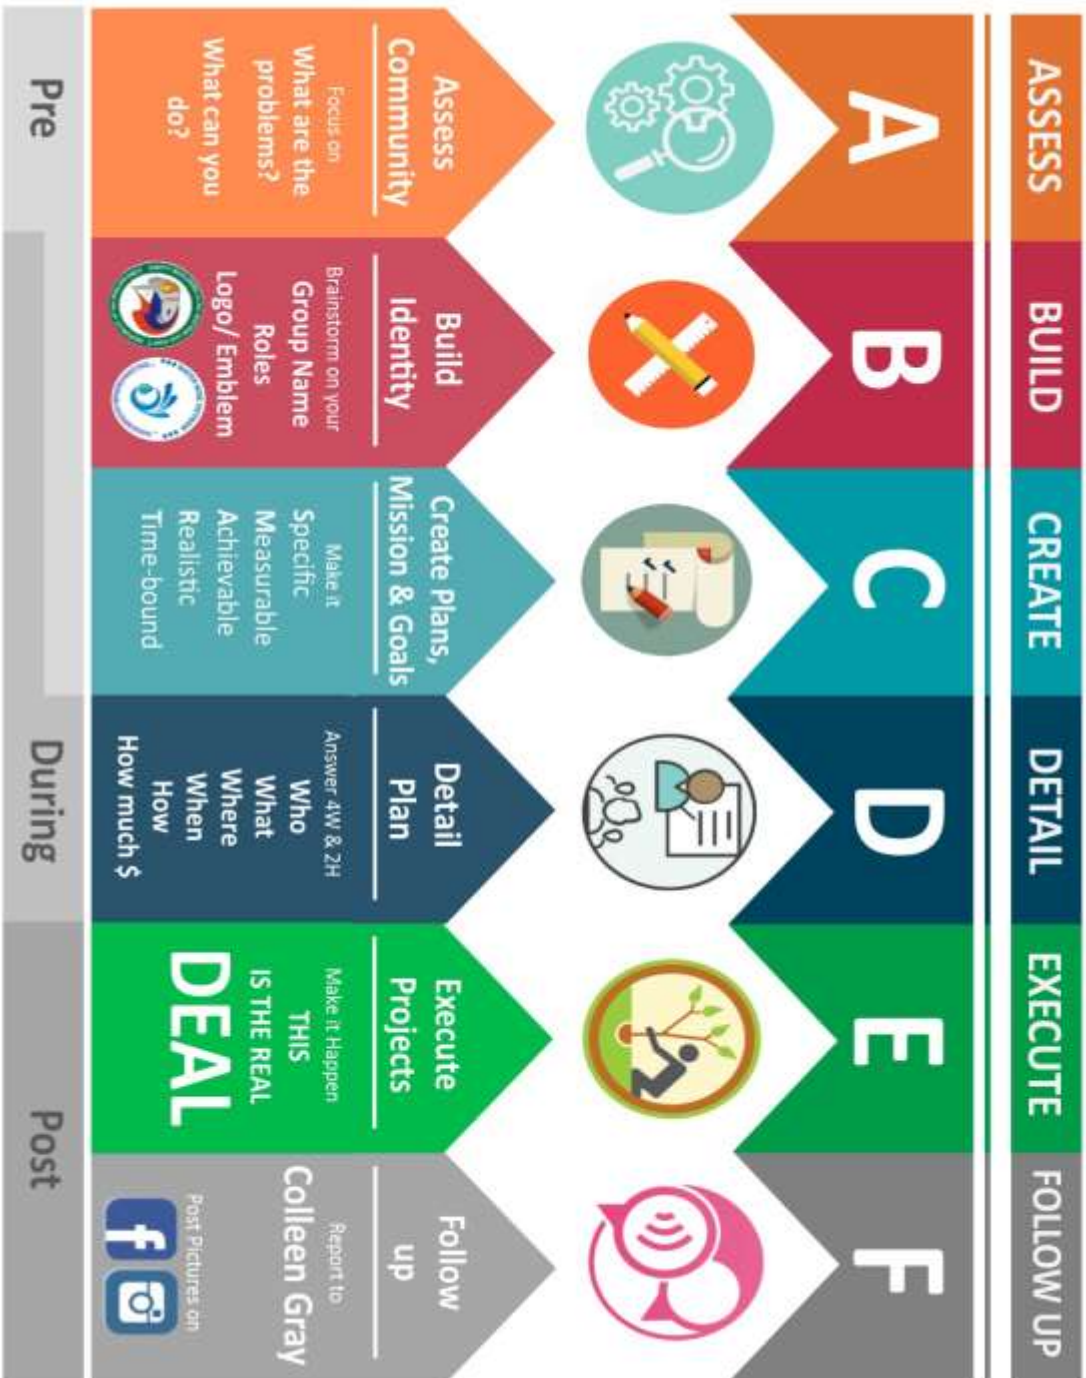 ASSESS
BUILD
CREATE
DETAIL
EXECUTE
FOLLOW UP
A
B
C
D
E
F
Assess
Community
Focus on
What are the
problems?
What can you
do?
Build
Identity
Brainstorm on your
Group Name
Roles
Logo/ Emblem
Create Plans,
Mission & Goals
Make it
Specific
Measurable
Achievable
Realistic
Time-bound
Detail
Plan
Answer 4W & 2H
Who
What
Where
When
How
How much $
Execute
Projects
Make it Happen
THIS
IS THE REAL
DEAL
Follow
up
Report to
Colleen Gray
Post Pictures on
Pre
During
Post